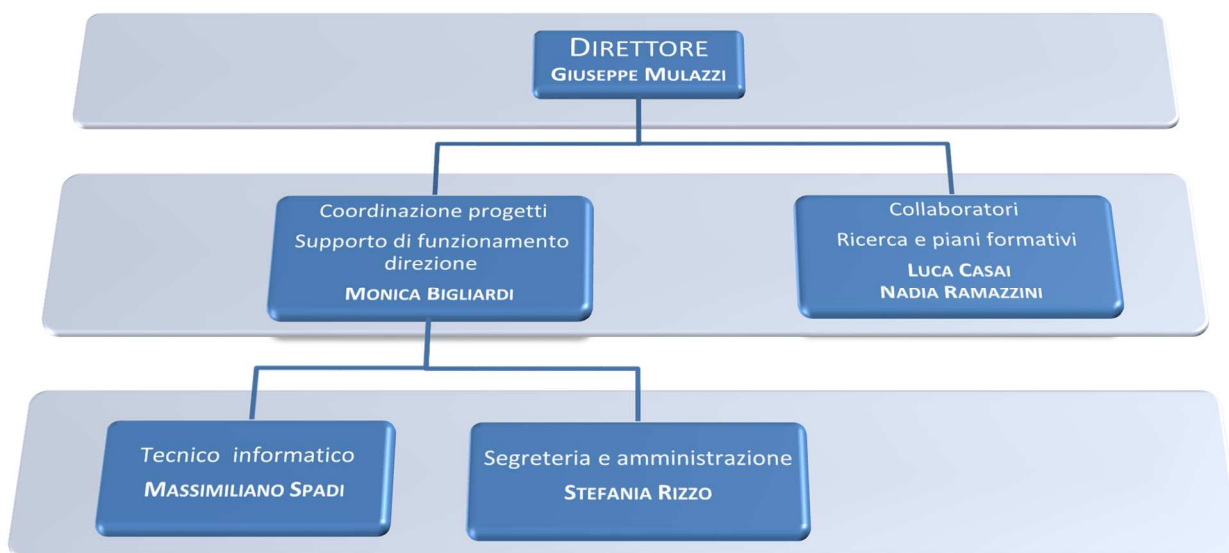 DIRETTORE
GIUSEPPE MULAZZI
Coordinazione progetti
Supporto di funzionamento
direzione
MONICA BIGLIARDI
Collaboratori
Ricerca e piani formativi
LUCA CASAI
NADIA RAMAZZINI
Tecnico informatico
MASSIMILIANO SPADI
Segreteria e amministrazione
STEFANIA RIZZO